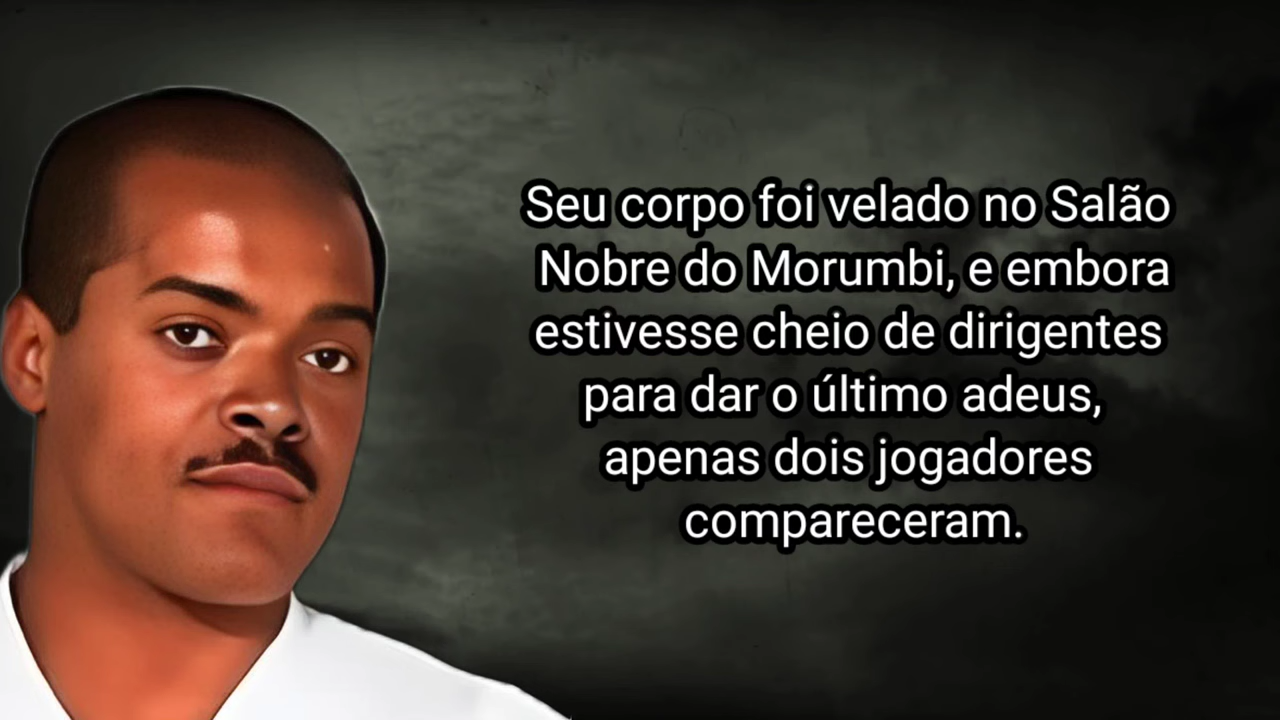 Seu corpo foi velado no Salão
Nobre do Morumbi, e embora
estivesse cheio de dirigentes
para dar o último adeus,
apenas dois jogadores
compareceram.